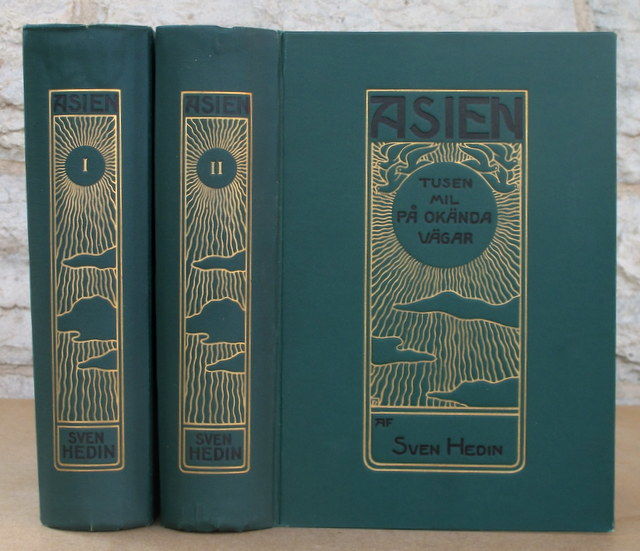 ASIEN
I
SVEN
HEDIN
ASIEN
II
SVEN
HEDIN
ASIEN
TUSEN
MIL
PÅ OKÄNDA
VÄGAR
AF
SVEN HEDIN